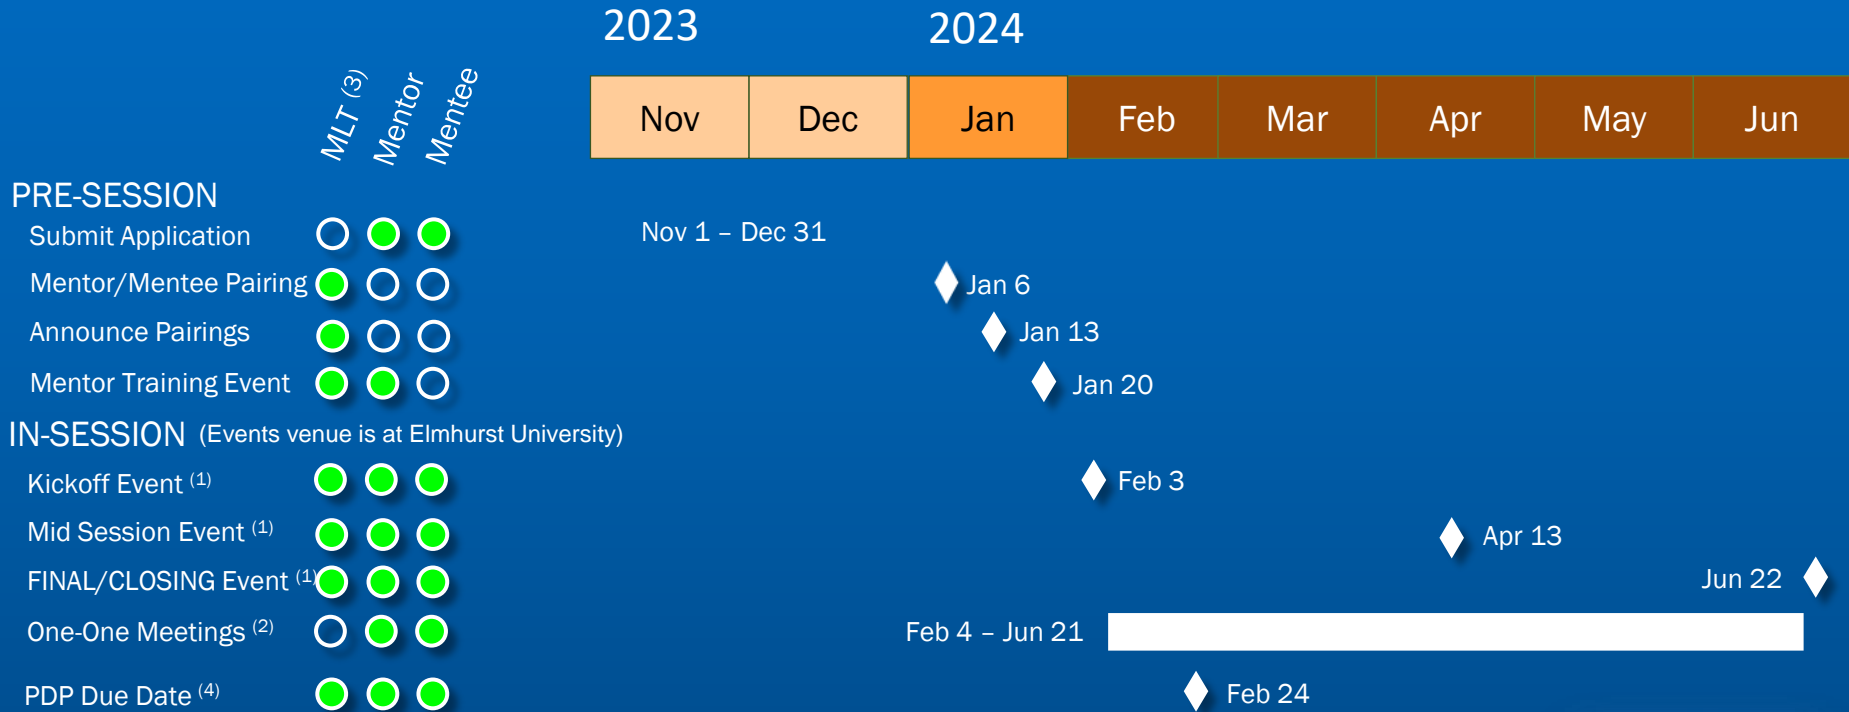 2023 2024
MLT (3) Mentor Mentee
Nov Dec Jan Feb Mar Apr May Jun
PRE-SESSION
Submit Application Nov 1 – Dec 31
Mentor/Mentee Pairing Jan 6
Announce Pairings Jan 13
Mentor Training Event Jan 20
IN-SESSION (Events venue is at Elmhurst University)
Kickoff Event (1) Feb 3
Mid Session Event (1) Apr 13
FINAL/CLOSING Event (1) Jun 22
One-One Meetings (2) Feb 4 – Jun 21
PDP Due Date (4) Feb 24